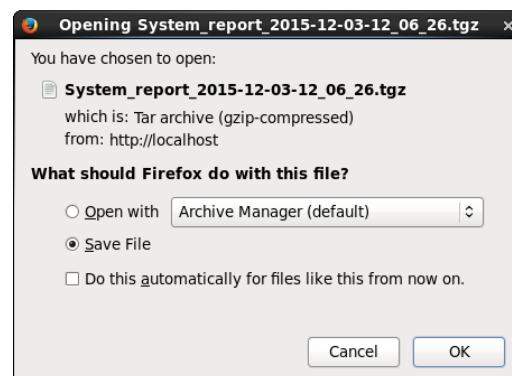 Opening System_report_2015-12-03-12_06_26.tgz
You have chosen to open:
System_report_2015-12-03-12_06_26.tgz
which is: Tar archive (gzip-compressed)
from: http://localhost
What should Firefox do with this file?
Open with Archive Manager (default)
Save File
Do this automatically for files like this from now on.
Cancel OK